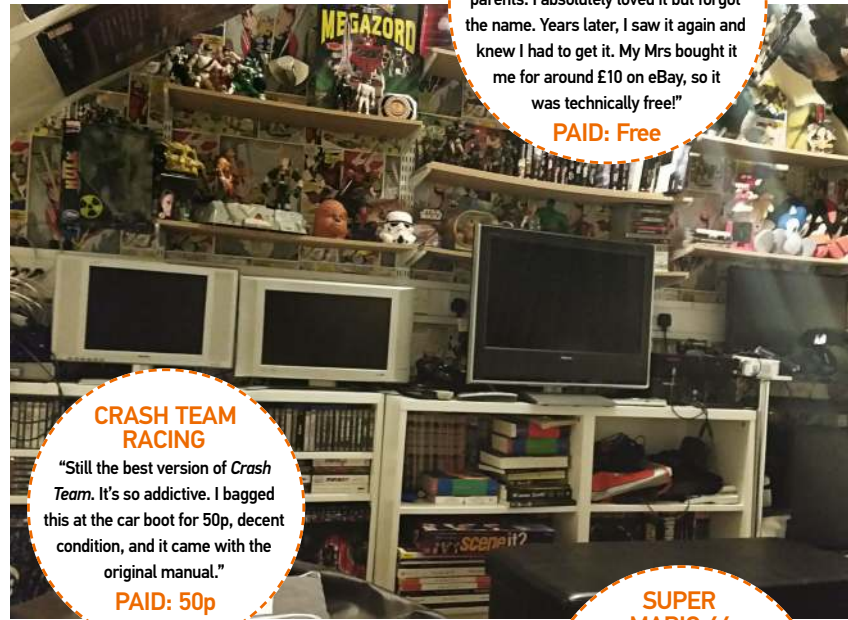 parents. I absolutely loved it but forgot
the name. Years later, I saw it again and
knew I had to get it. My Mrs bought it
me for around £10 on eBay, so it
was technically free!”
PAID: Free
MEGAZORD
HULK
CRASH TEAM
RACING
“Still the best version of Crash
Team. It’s so addictive. I bagged
this at the car boot for 50p, decent
condition, and it came with the
original manual.”
PAID: 50p
scene it?
SUPER
MARIO 64